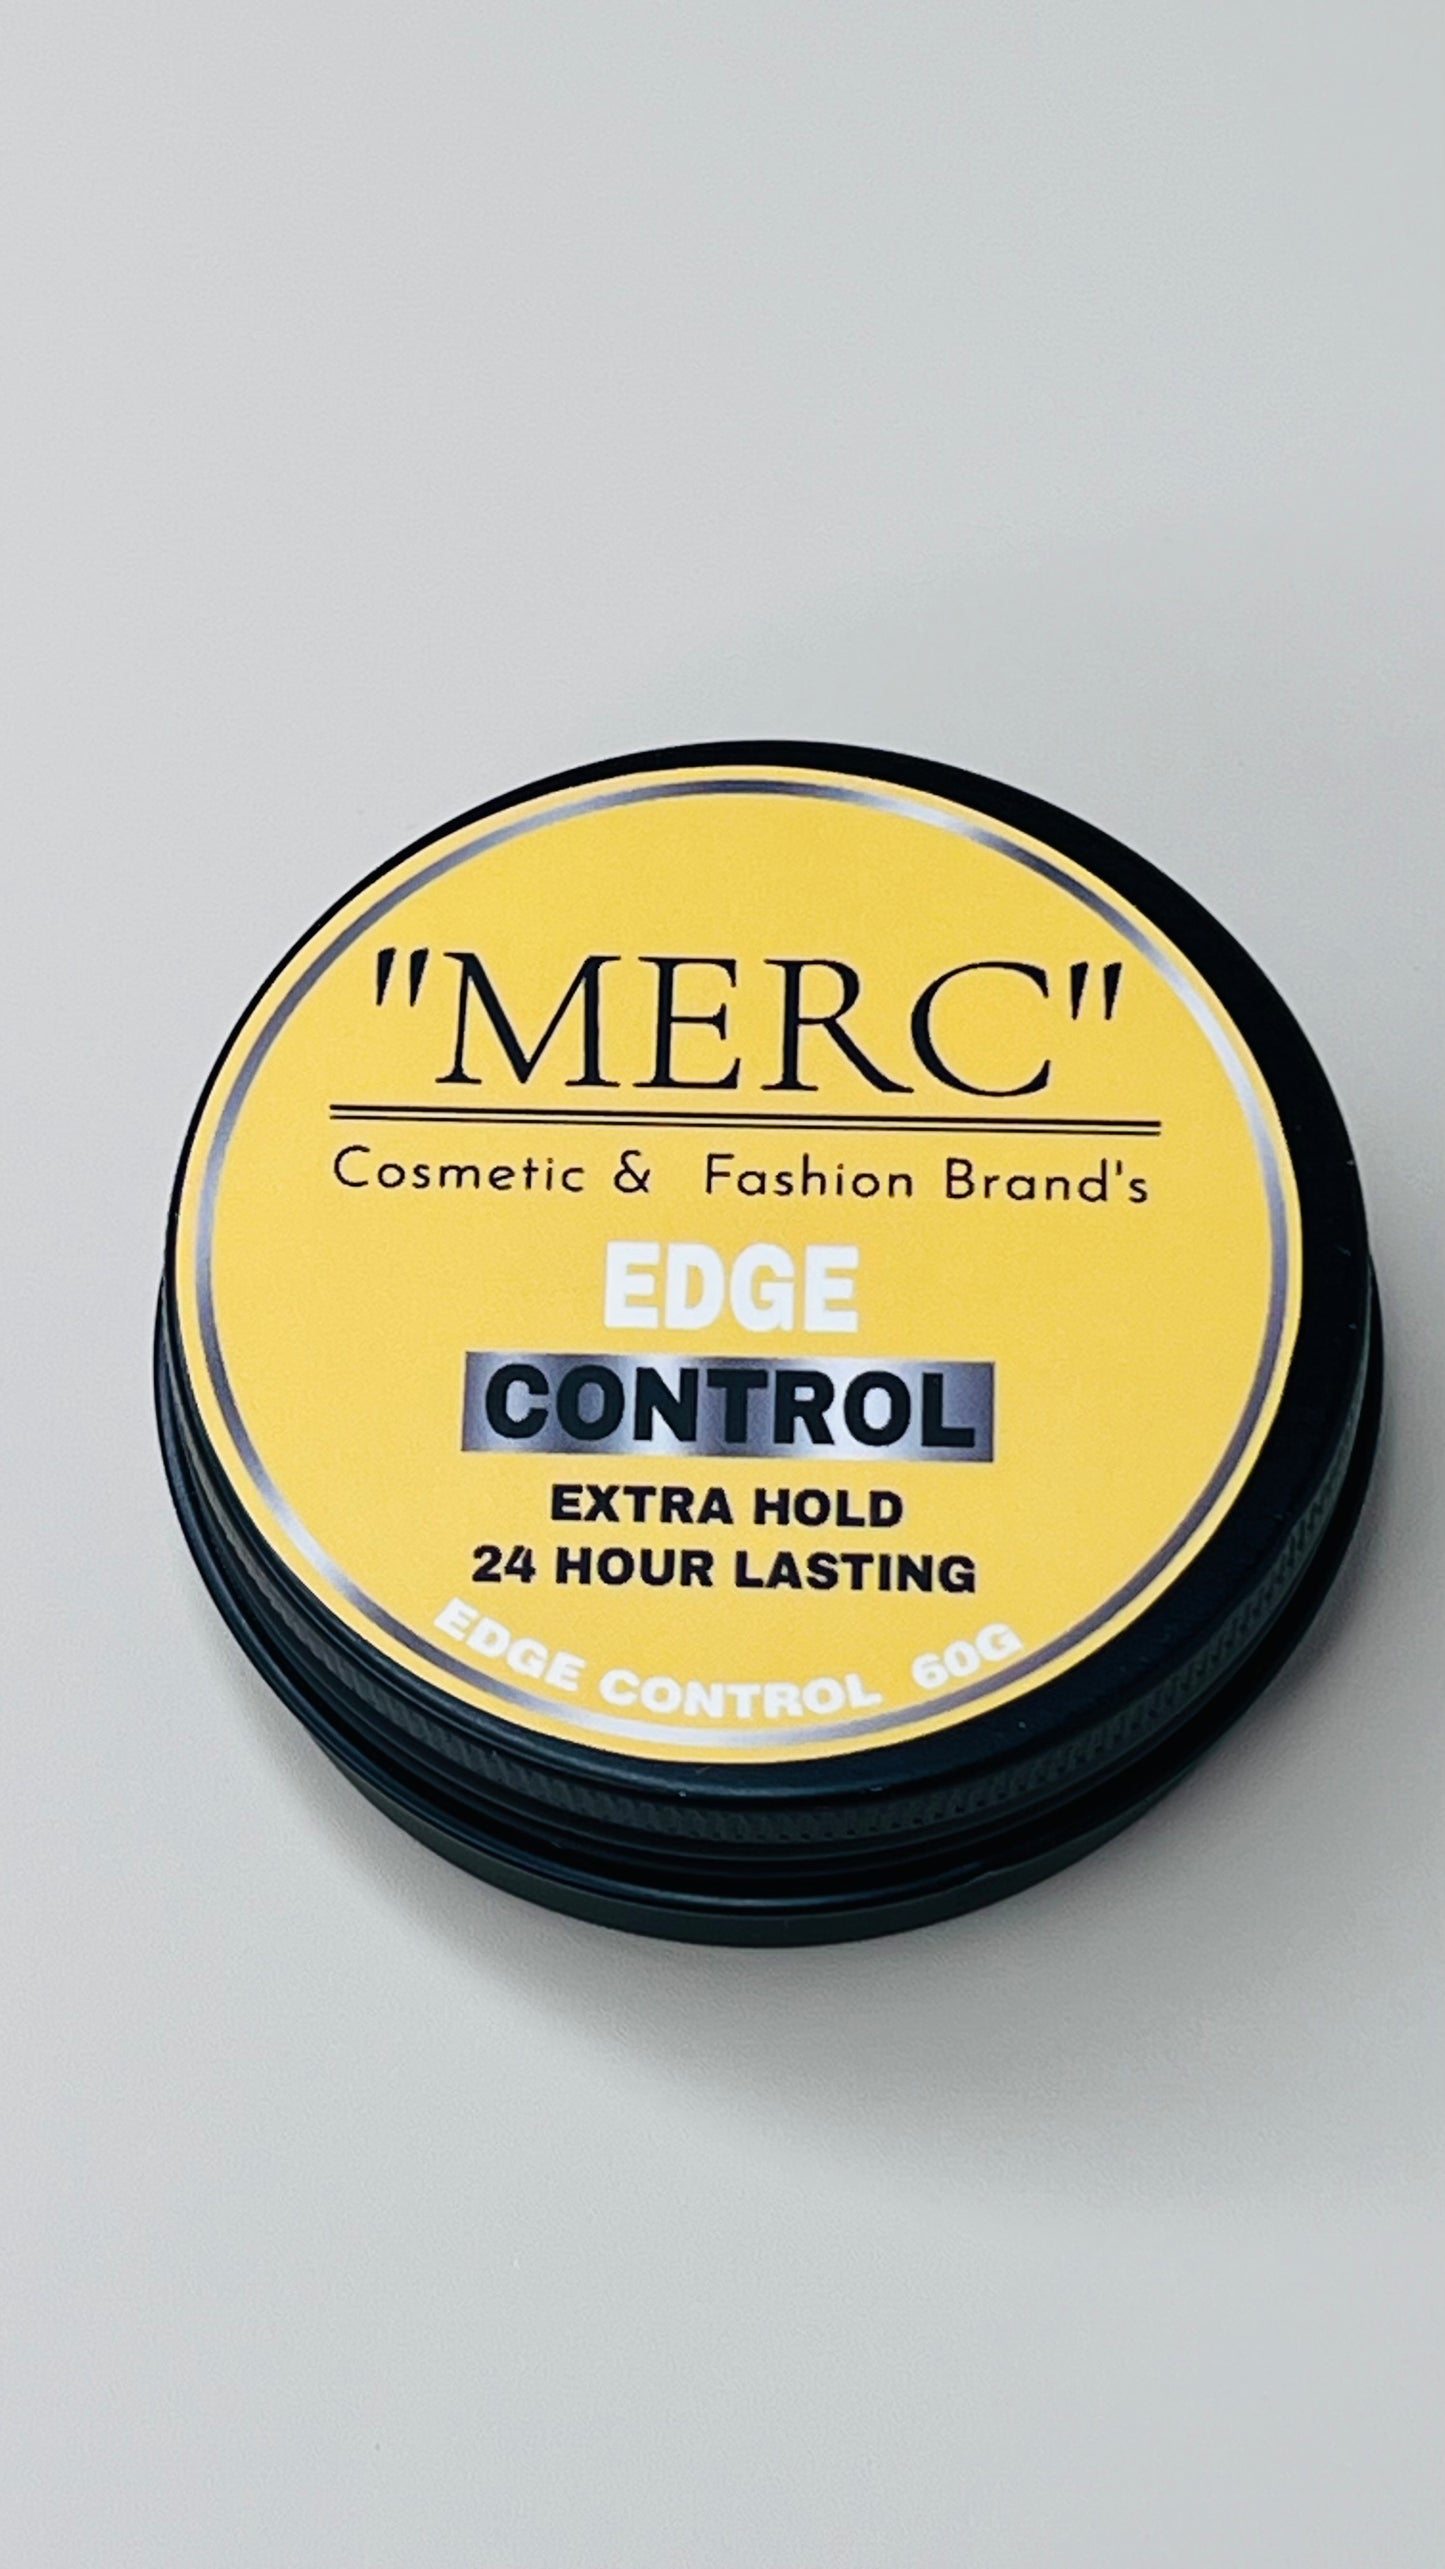 "MERC"
Cosmetic & Fashion Brand's
EDGE
CONTROL
EXTRA HOLD
24 HOUR LASTING
EDGE CONTROL 60G